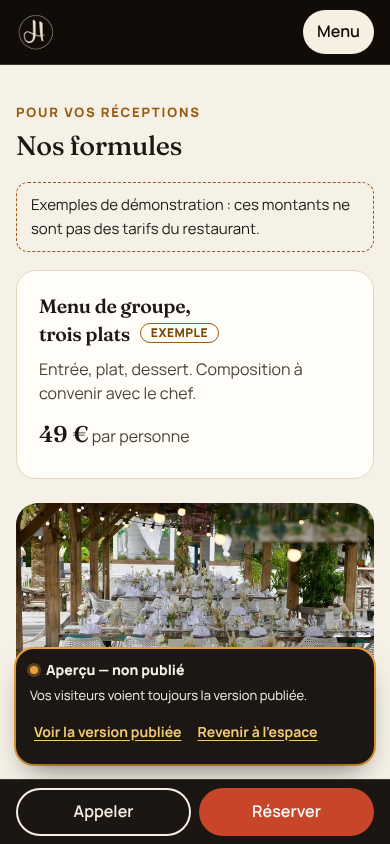 H
Menu
POUR VOS RÉCEPTIONS
Nos formules
Exemples de démonstration : ces montants ne
sont pas des tarifs du restaurant.
Menu de groupe,
trois plats EXEMPLE
Entrée, plat, dessert. Composition à
convenir avec le chef.
49 € par personne
Aperçu — non publié
Vos visiteurs voient toujours la version publiée.
Voir la version publiée Revenir à l'espace
Appeler Réserver